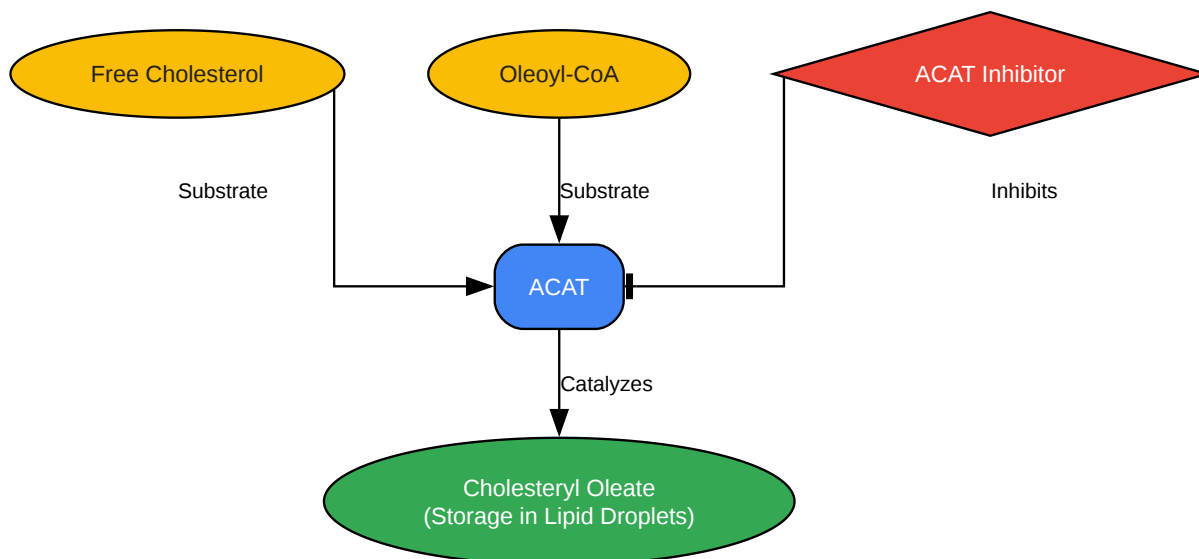 Free Cholesterol
Oleoyl-CoA
ACAT Inhibitor
Substrate
Substrate
Inhibits
ACAT
Catalyzes
Cholesteryl Oleate
(Storage in Lipid Droplets)